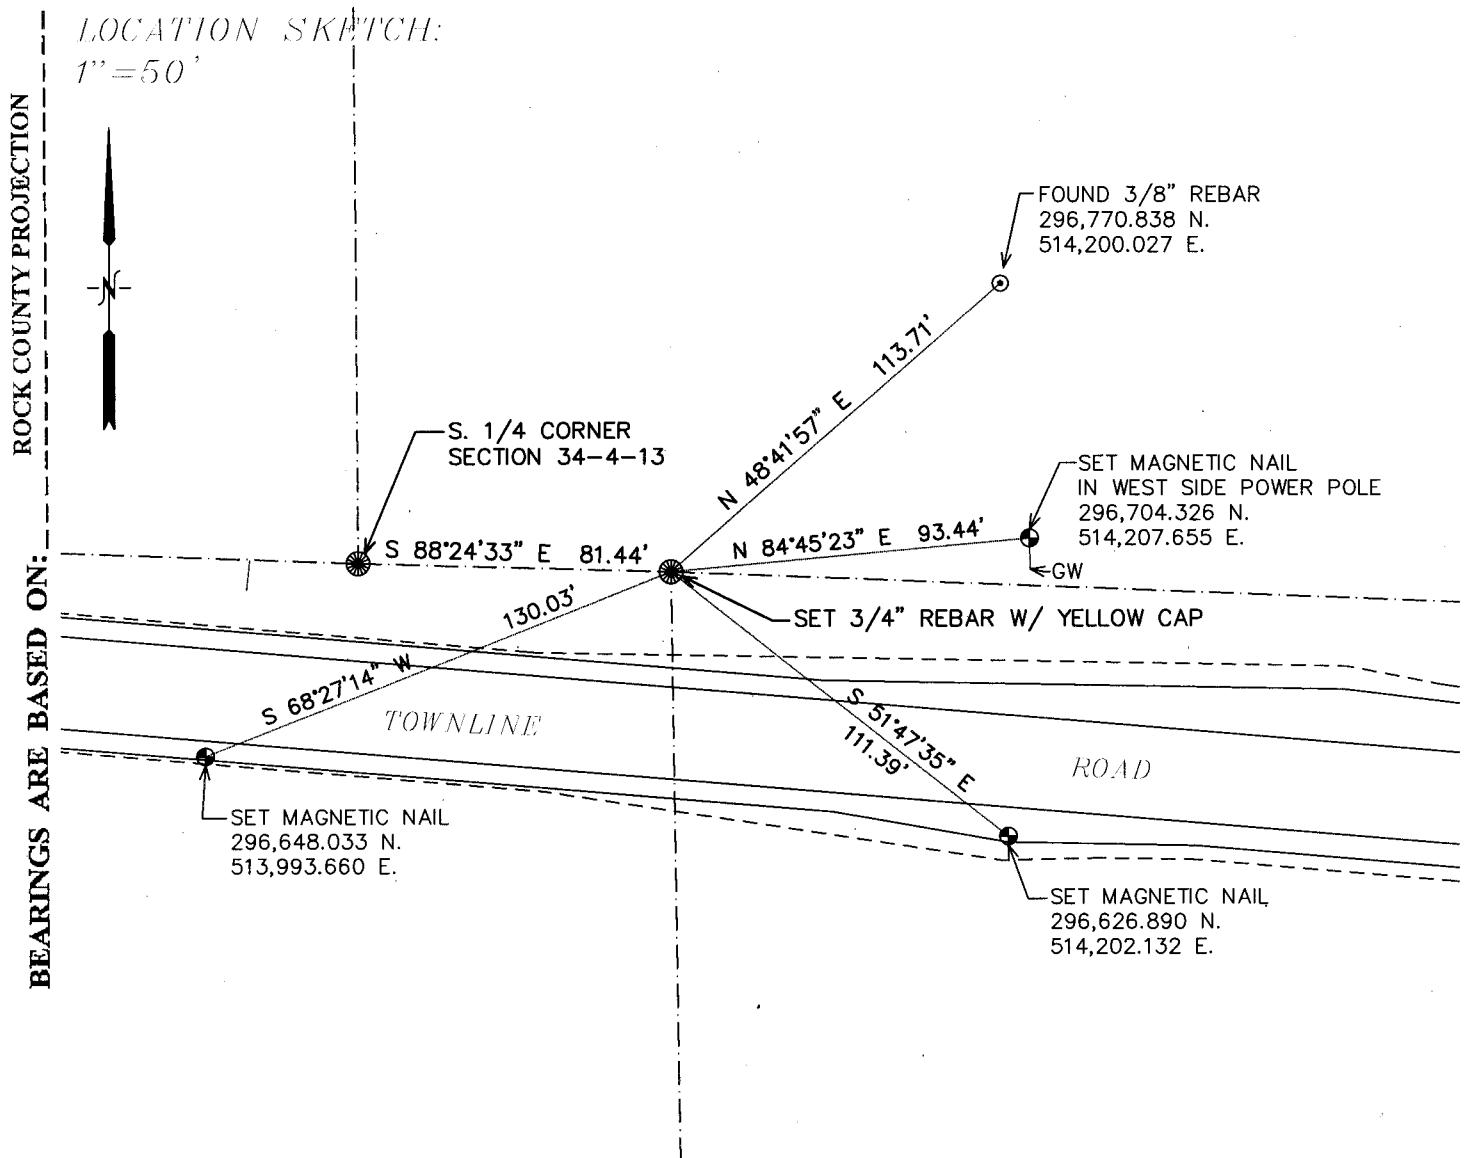 LOCATION SKETCH:
1"=50'
ROCK COUNTY PROJECTION
BEARINGS ARE BASED ON:
N
FOUND 3/8" REBAR
296,770.838 N.
514,200.027 E.
N 48°41'57" E 113.71'
S. 1/4 CORNER
SECTION 34-4-13
SET MAGNETIC NAIL
IN WEST SIDE POWER POLE
296,704.326 N.
514,207.655 E.
S 88°24'33" E 81.44'
N 84°45'23" E 93.44'
GW
130.03'
S 68°27'14" W
SET 3/4" REBAR W/ YELLOW CAP
TOWNLINE
ROAD
S 51°47'35" E
111.39'
SET MAGNETIC NAIL
296,648.033 N.
513,993.660 E.
SET MAGNETIC NAIL
296,626.890 N.
514,202.132 E.